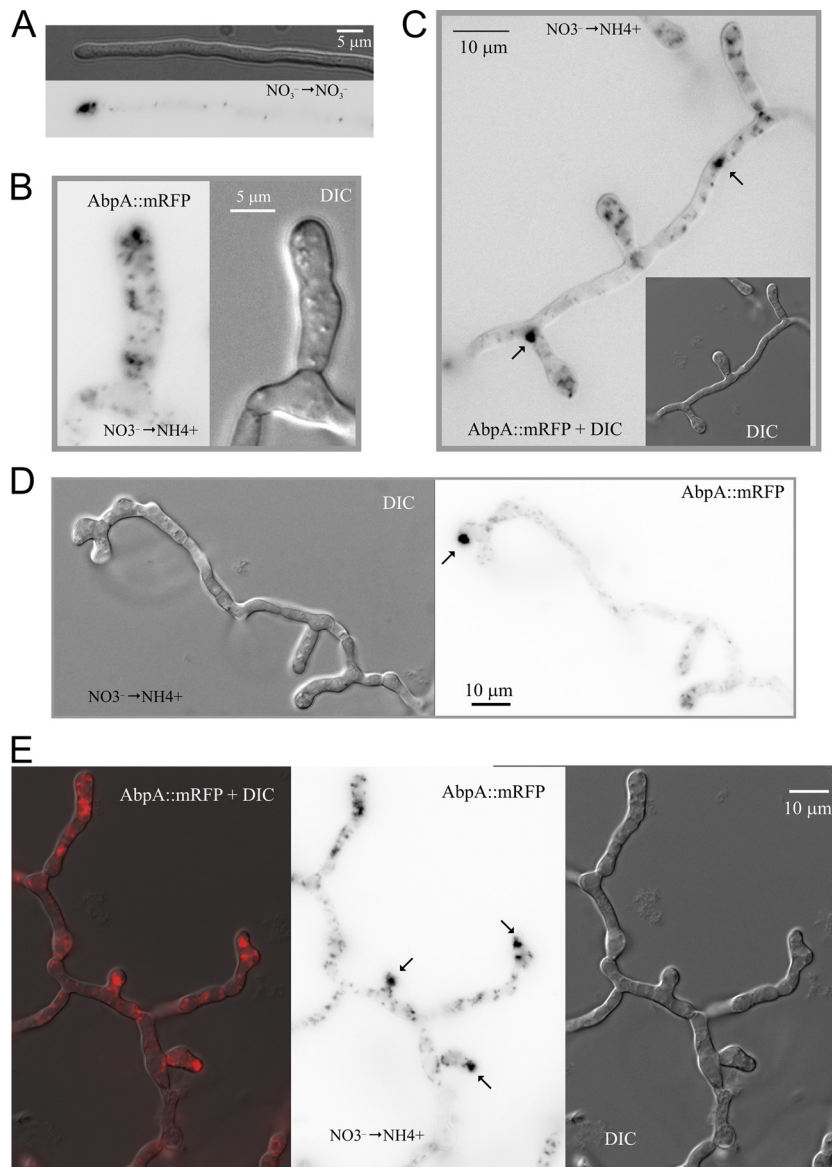 A
5 μm
NO₃⁻→NO₃⁻
B
AbpA::mRFP
5 μm
DIC
NO3⁻→NH4+
C
10 μm
NO3⁻→NH4+
AbpA::mRFP + DIC
DIC
D
DIC
AbpA::mRFP
NO3⁻→NH4+
10 μm
E
AbpA::mRFP + DIC
AbpA::mRFP
10 μm
NO3⁻→NH4+
DIC